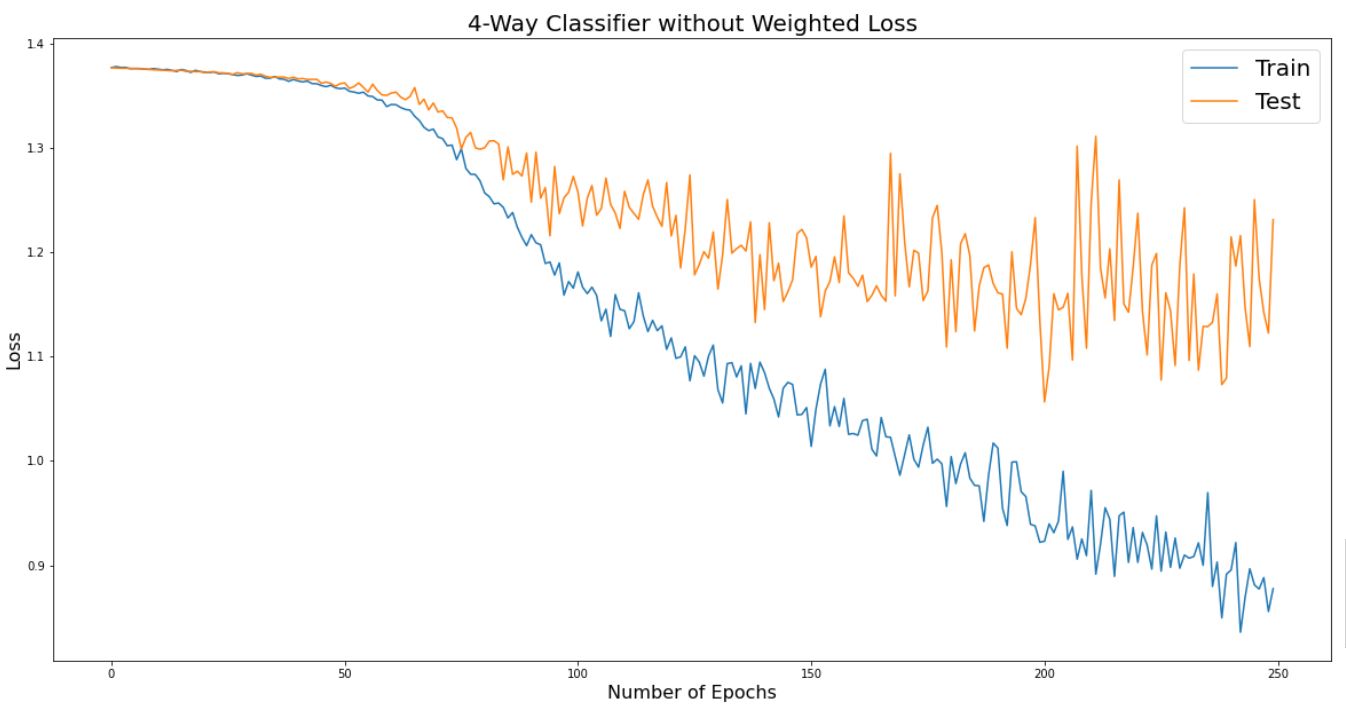 4-Way Classifier without Weighted Loss
Train
Test
Loss
1.4
1.3
1.2
1.1
1.0
0.9
0 50 100 150 200 250
Number of Epochs